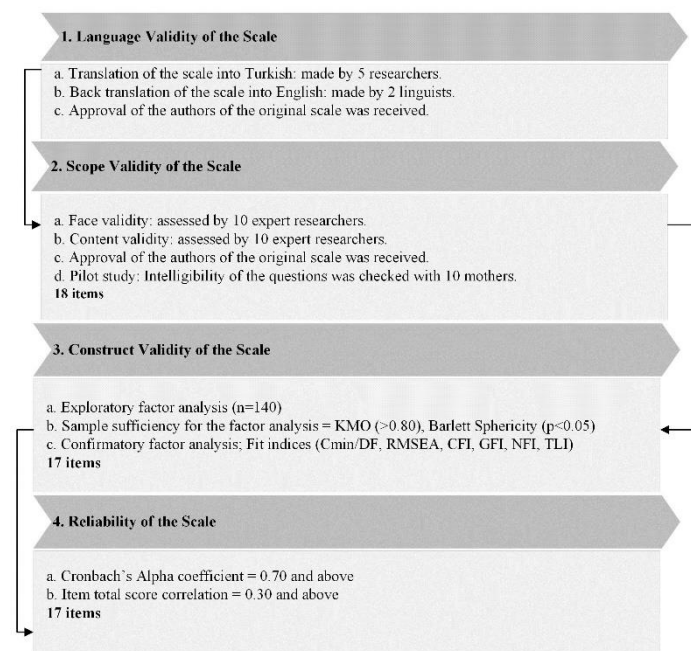 1. Language Validity of the Scale
a. Translation of the scale into Turkish: made by 5 researchers.
b. Back translation of the scale into English: made by 2 linguists.
c. Approval of the authors of the original scale was received.
2. Scope Validity of the Scale
a. Face validity: assessed by 10 expert researchers.
b. Content validity: assessed by 10 expert researchers.
c. Approval of the authors of the original scale was received.
d. Pilot study: Intelligibility of the questions was checked with 10 mothers.
18 items
3. Construct Validity of the Scale
a. Exploratory factor analysis (n=140)
b. Sample sufficiency for the factor analysis = KMO (>0.80), Barlett Sphericity (p<0.05)
c. Confirmatory factor analysis; Fit indices (Cmin/DF, RMSEA, CFI, GFI, NFI, TLI)
17 items
4. Reliability of the Scale
a. Cronbach's Alpha coefficient = 0.70 and above
b. Item total score correlation = 0.30 and above
17 items